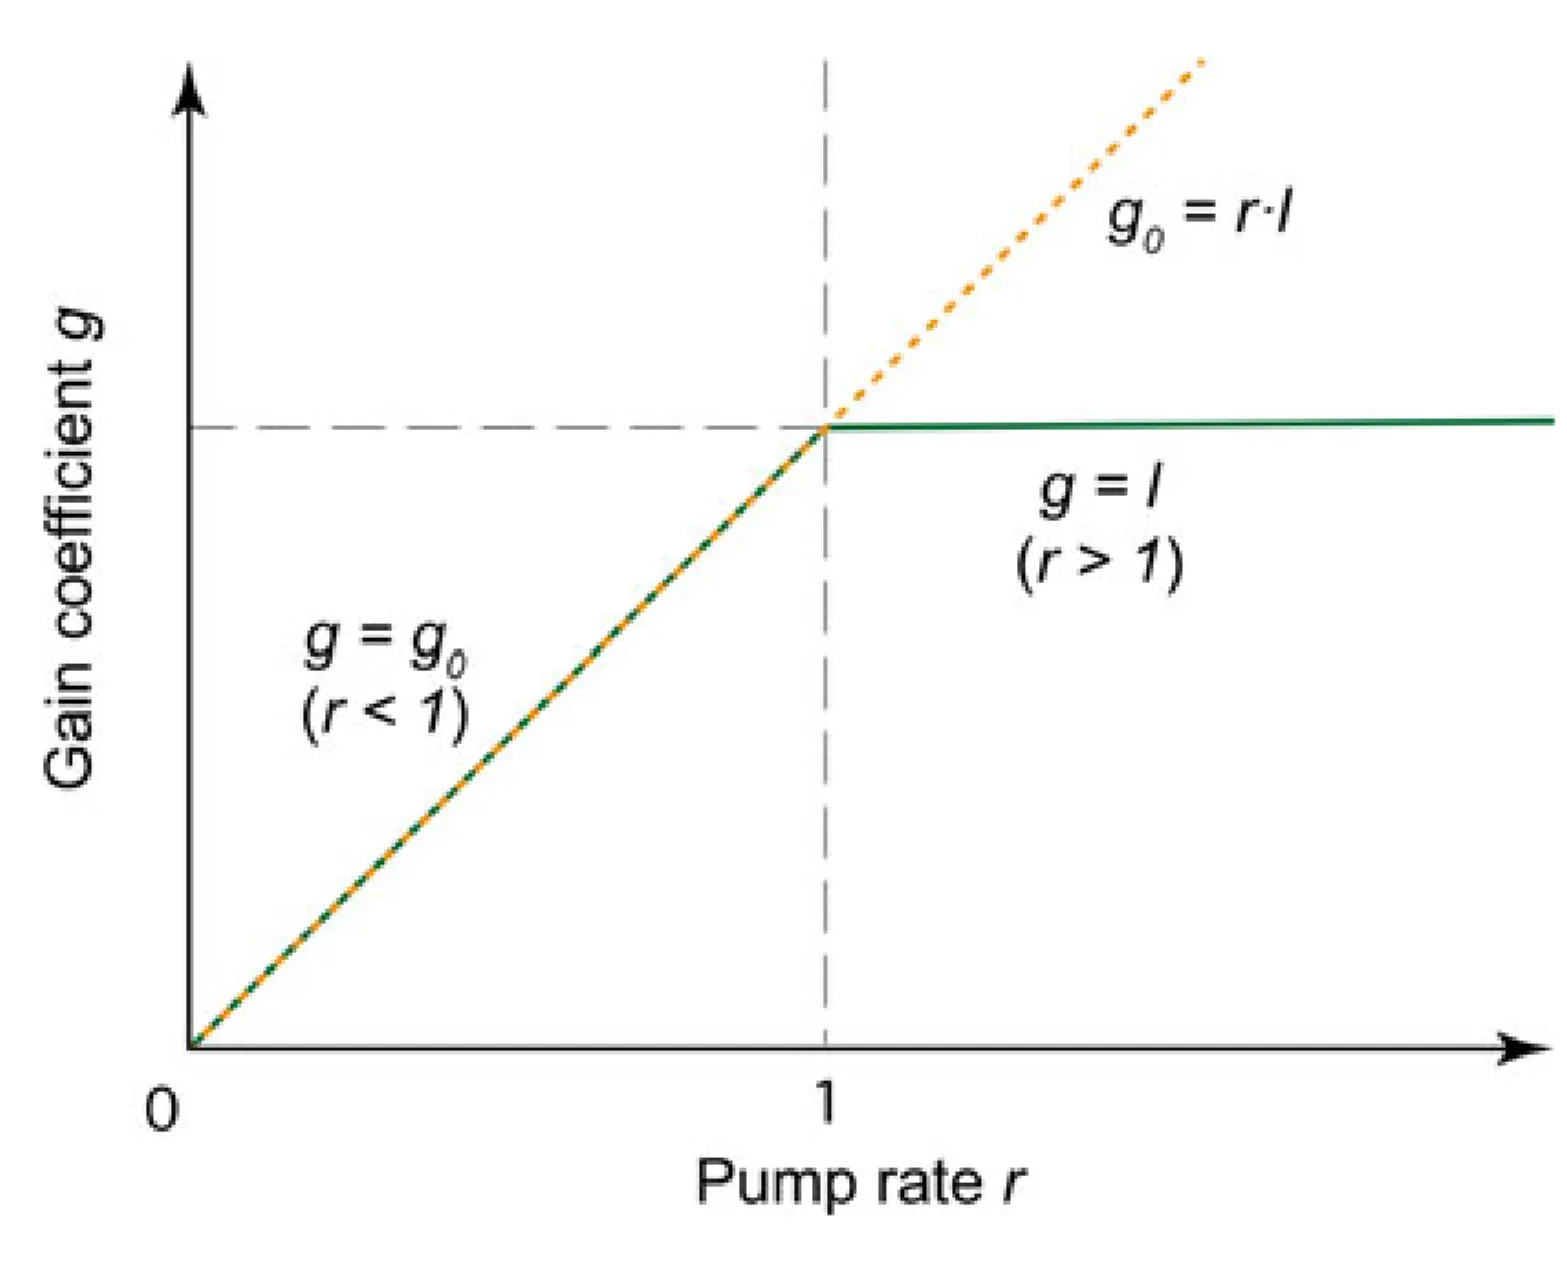 Gain coefficient g
g₀ = r·l
g = l
(r > 1)
g = g₀
(r < 1)
0
1
Pump rate r